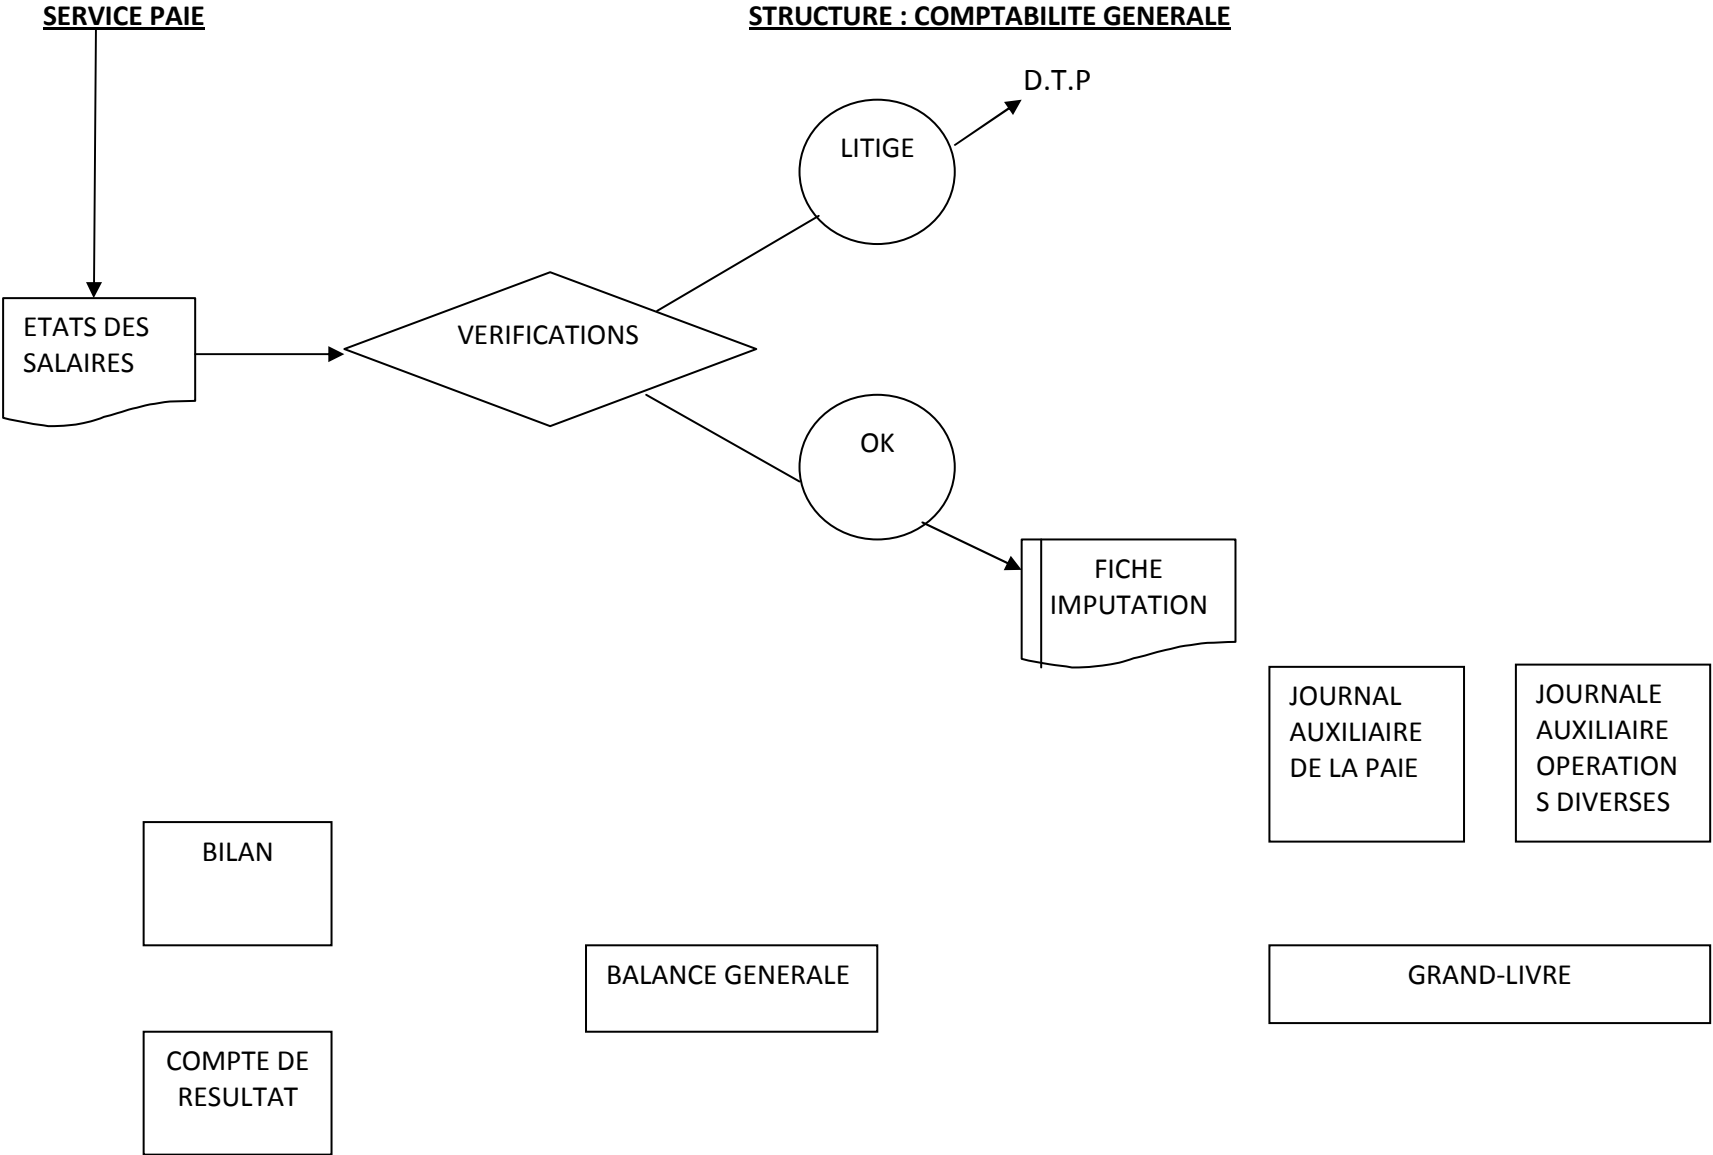 SERVICE PAIE
STRUCTURE : COMPTABILITE GENERALE
D.T.P
LITIGE
ETATS DES
SALAIRES
VERIFICATIONS
OK
FICHE
IMPUTATION
JOURNAL
AUXILIAIRE
DE LA PAIE
JOURNALE
AUXILIAIRE
OPERATION
S DIVERSES
BILAN
BALANCE GENERALE
GRAND-LIVRE
COMPTE DE
RESULTAT